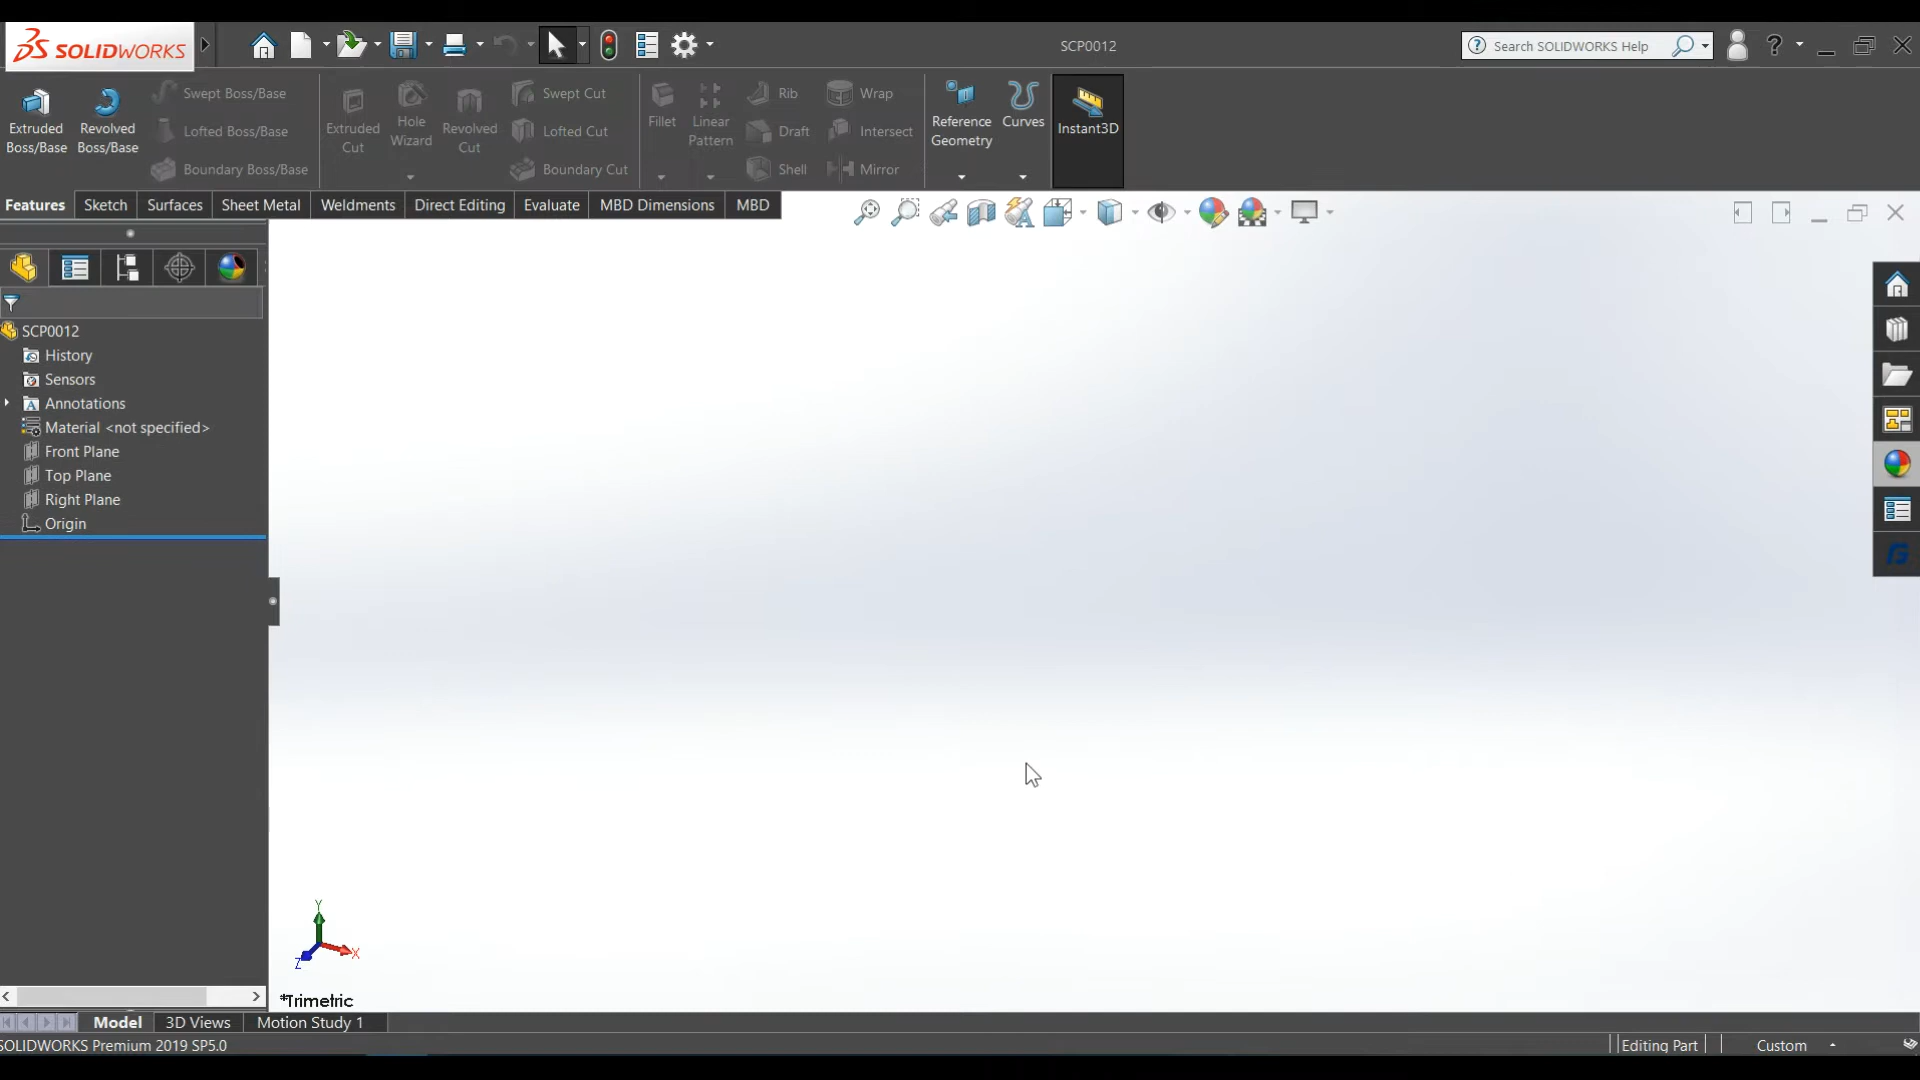 SOLIDWORKS
SCP0012
Search SOLIDWORKS Help
?
Extruded
Boss/Base
Revolved
Boss/Base
Swept Boss/Base
Lofted Boss/Base
Boundary Boss/Base
Extruded
Cut
Hole
Wizard
Revolved
Cut
Swept Cut
Lofted Cut
Boundary Cut
Fillet
Linear
Pattern
Rib
Draft
Shell
Wrap
Intersect
Mirror
Reference
Geometry
Curves
Instant3D
Features
Sketch
Surfaces
Sheet Metal
Weldments
Direct Editing
Evaluate
MBD Dimensions
MBD
SCP0012
History
Sensors
Annotations
Material <not specified>
Front Plane
Top Plane
Right Plane
Origin
Y
X
Z
*Trimetric
Model
3D Views
Motion Study 1
SOLIDWORKS Premium 2019 SP5.0
Editing Part
Custom